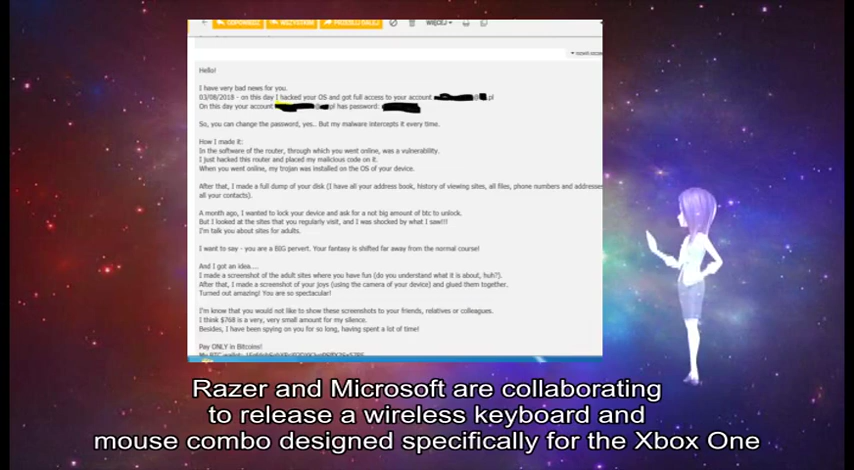 ODPOWIEDZ WSZYSTKIM PRZEŚLIJ DALEJ WIĘCEJ
Hello!
I have very bad news for you.
03/08/2018 - on this day I hacked your OS and got full access to your account @ .pl
On this day your account @ .pl has password:
So, you can change the password, yes.. But my malware intercepts it every time.
How I made it:
In the software of the router, through which you went online, was a vulnerability.
I just hacked this router and placed my malicious code on it.
When you went online, my trojan was installed on the OS of your device.
After that, I made a full dump of your disk (I have all your address book, history of viewing sites, all files, phone numbers and addresses
all your contacts).
A month ago, I wanted to lock your device and ask for a not big amount of btc to unlock.
But I looked at the sites that you regularly visit, and I was shocked by what I saw!!!
I'm talk you about sites for adults.
I want to say - you are a BIG pervert. Your fantasy is shifted far away from the normal course!
And I got an idea....
I made a screenshot of the adult sites where you have fun (do you understand what it is about, huh?).
After that, I made a screenshot of your joys (using the camera of your device) and glued them together.
Turned out amazing! You are so spectacular!
I'm know that you would not like to show these screenshots to your friends, relatives or colleagues.
I think $768 is a very, very small amount for my silence.
Besides, I have been spying on you for so long, having spent a lot of time!
Pay ONLY in Bitcoins!
My BTC wallet:
Razer and Microsoft are collaborating
to release a wireless keyboard and
mouse combo designed specifically for the Xbox One